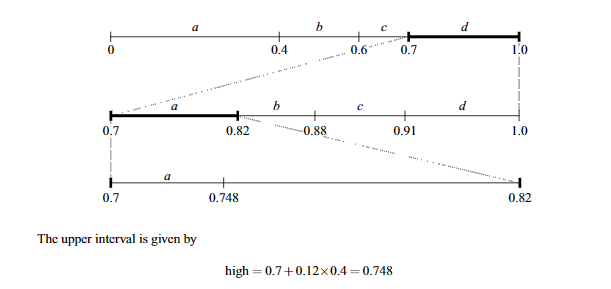 a b c d
0 0.4 0.6 0.7 1.0
a b c d
0.7 0.82 0.88 0.91 1.0
a
0.7 0.748 0.82
The upper interval is given by
high = 0.7 + 0.12 × 0.4 = 0.748